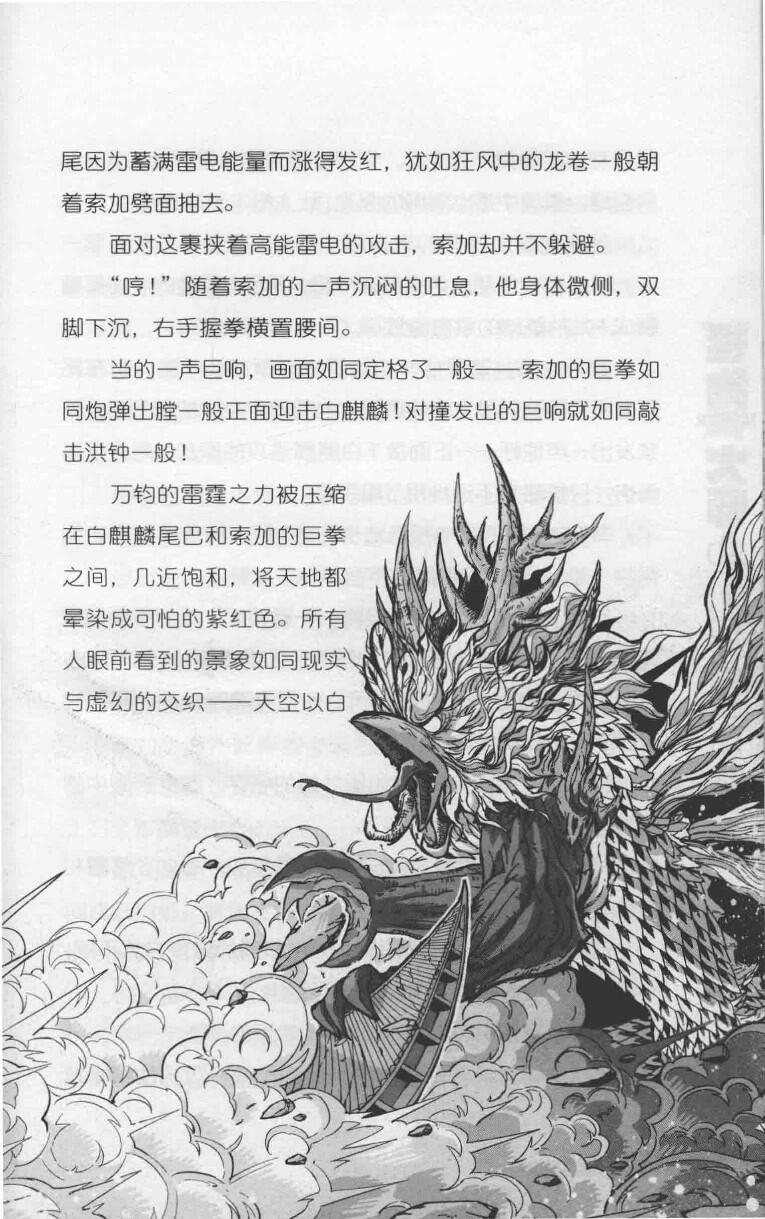 尾因为蓄满雷电能量而涨得发红，犹如狂风中的龙卷一般朝
着索加劈面抽去。
面对这裹挟着高能雷电的攻击，索加却并不躲避。
“哼！”随着索加的一声沉闷的吐息，他身体微侧，双
脚下沉，右手握拳横置腰间。
当的一声巨响，画面如同定格了一般——索加的巨拳如
同炮弹出膛一般正面迎击白麒麟！对撞发出的巨响就如同敲
击洪钟一般！
万钧的雷霆之力被压缩
在白麒麟尾巴和索加的巨拳
之间，几近饱和，将天地都
晕染成可怕的紫红色。所有
人眼前看到的景象如同现实
与虚幻的交织——天空以白